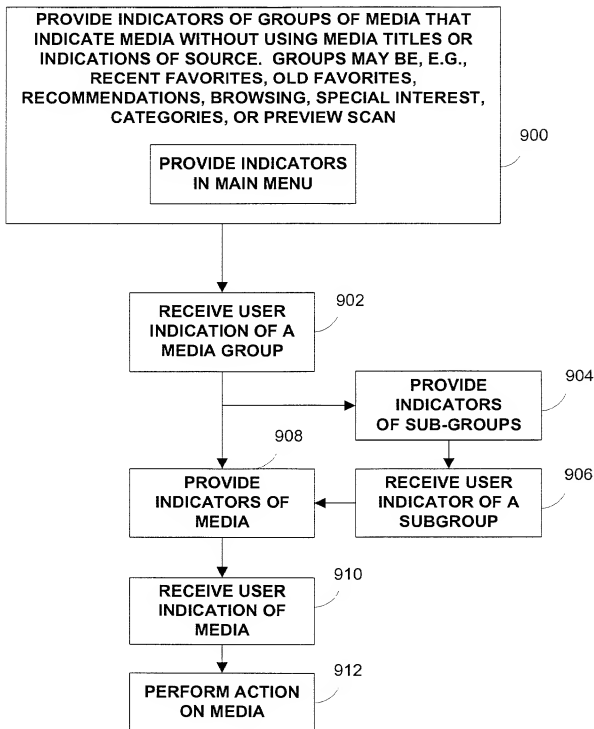 PROVIDE INDICATORS OF GROUPS OF MEDIA THAT
INDICATE MEDIA WITHOUT USING MEDIA TITLES OR
INDICATIONS OF SOURCE. GROUPS MAY BE, E.G.,
RECENT FAVORITES, OLD FAVORITES,
RECOMMENDATIONS, BROWSING, SPECIAL INTEREST,
CATEGORIES, OR PREVIEW SCAN
PROVIDE INDICATORS
IN MAIN MENU
900
RECEIVE USER
INDICATION OF A
MEDIA GROUP
902
PROVIDE
INDICATORS
OF SUB-GROUPS
904
908
PROVIDE
INDICATORS OF
MEDIA
RECEIVE USER
INDICATOR OF A
SUBGROUP
906
RECEIVE USER
INDICATION OF
MEDIA
910
PERFORM ACTION
ON MEDIA
912